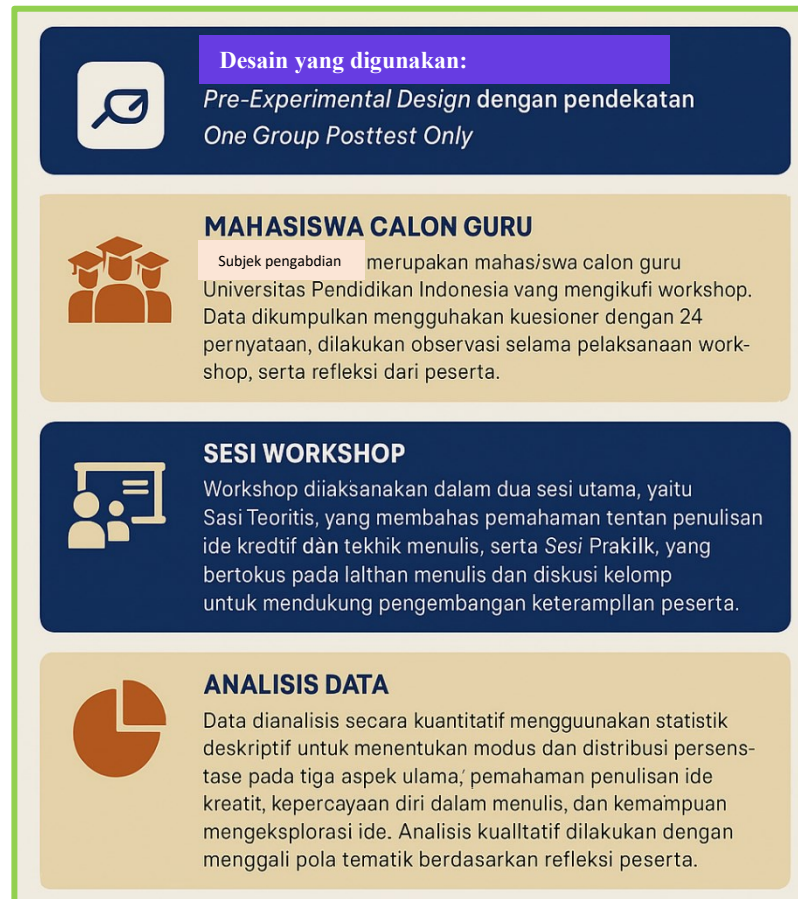 Desain yang digunakan:
Pre-Experimental Design dengan pendekatan
One Group Posttest Only
MAHASISWA CALON GURU
Subjek pengabdian merupakan mahasiswa calon guru
Universitas Pendidikan Indonesia vang mengikufi workshop.
Data dikumpulkan mengguhakan kuesioner dengan 24
pernyataan, dilakukan observasi selama pelaksanaan work-
shop, serta refleksi dari peserta.
SESI WORKSHOP
Workshop diiaksanakan dalam dua sesi utama, yaitu
Sasi Teoritis, yang membahas pemahaman tentan penulisan
ide kredtif dàn tekhik menulis, serta Sesi Prakilk, yang
bertokus pada lalthan menulis dan diskusi kelomp
untuk mendukung pengembangan keterampllan peserta.
ANALISIS DATA
Data dianalisis secara kuantitatif mengguunakan statistik
deskriptif untuk menentukan modus dan distribusi persens-
tase pada tiga aspek ulama,′ pemahaman penulisan ide
kreatit, kepercayaan diri dalam menulis, dan kemampuan
mengeksplorasi ide. Analisis kualltatif dilakukan dengan
menggali pola tematik berdasarkan refleksi peserta.